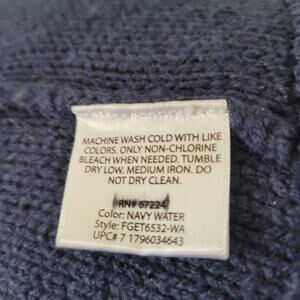 MACHINE WASH COLD WITH LIKE
COLORS. ONLY NON-CHLORINE
BLEACH WHEN NEEDED. TUMBLE
DRY LOW. MEDIUM IRON. DO
NOT DRY CLEAN.
RN# 67224
Color: NAVY WATER
Style: FGET6532-WA
UPC# 7 1796034643